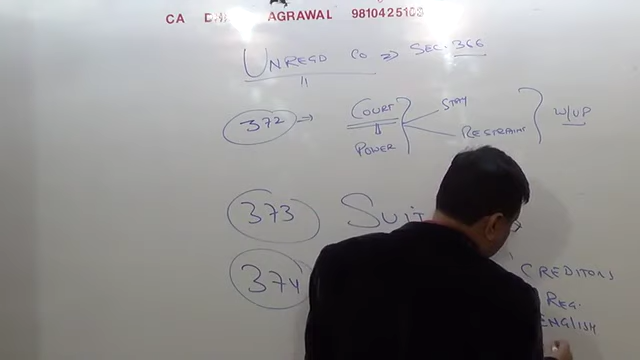 CA AGRAWAL 9810425103
UNREGD CO => SEC. 366
372 => COURT STAY
RESTRAINT W/UP
POWER
373 SUIT
374 CREDITORS
REG.
ENGLISH